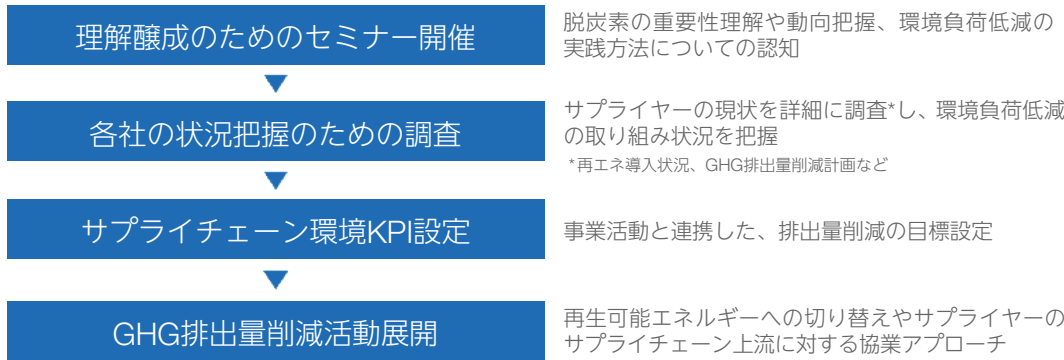 理解醸成のためのセミナー開催
脱炭素の重要性理解や動向把握、環境負荷低減の
実践方法についての認知
各社の状況把握のための調査
サプライヤーの現状を詳細に調査*し、環境負荷低減
の取り組み状況を把握
*再エネ導入状況、GHG排出量削減計画など
サプライチェーン環境KPI設定
事業活動と連携した、排出量削減の目標設定
GHG排出量削減活動展開
再生可能エネルギーへの切り替えやサプライヤーの
サプライチェーン上流に対する協業アプローチ